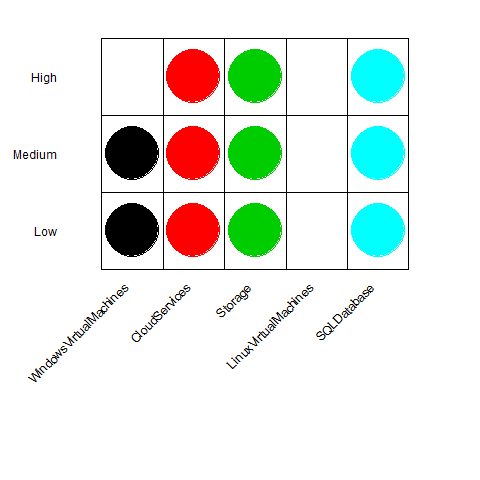 High
Medium
Low
WindowsVirtualMachines
CloudServices
Storage
LinuxVirtualMachines
SQLDatabase